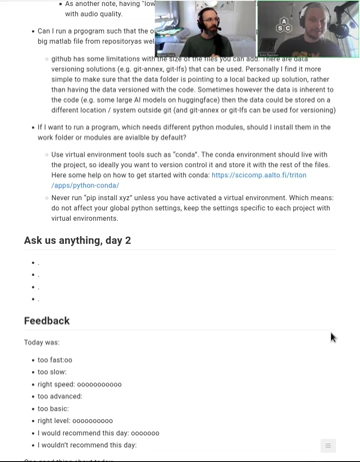 As another note, having "low
with audio quality.
Can I run a prgogram such that the o
big matlab file from repositoryas wel
github has some limitations with the size of the files you can add. There are data
versioning solutions (e.g. git-annex, git-lfs) that can be used. Personally I find it more
simple to make sure that the data folder is pointing to a local backed up solution, rather
than having the data versioned with the code. Sometimes however the data is inherent to
the code (e.g. some large AI models on huggingface) then the data could be stored on a
different location / system outside git (and git-annex or git-lfs can be used for versioning)
If I want to run a program, which needs different python modules, should I install them in the
work folder or modules are avialble by default?
Use virtual environment tools such as "conda". The conda environment should live with
the project, so ideally you want to version control it and store it with the rest of the files.
Here some help on how to get started with conda: https://scicomp.aalto.fi/triton
/apps/python-conda/
Never run "pip install xyz" unless you have activated a virtual environment. Which means:
do not affect your global python settings, keep the settings specific to each project with
virtual environments.
Ask us anything, day 2
.
.
.
.
Feedback
Today was:
too fast:oo
too slow:
right speed: ooooooooooo
too advanced:
too basic:
right level: oooooooooo
I would recommend this day: ooooooo
I wouldn't recommend this day: